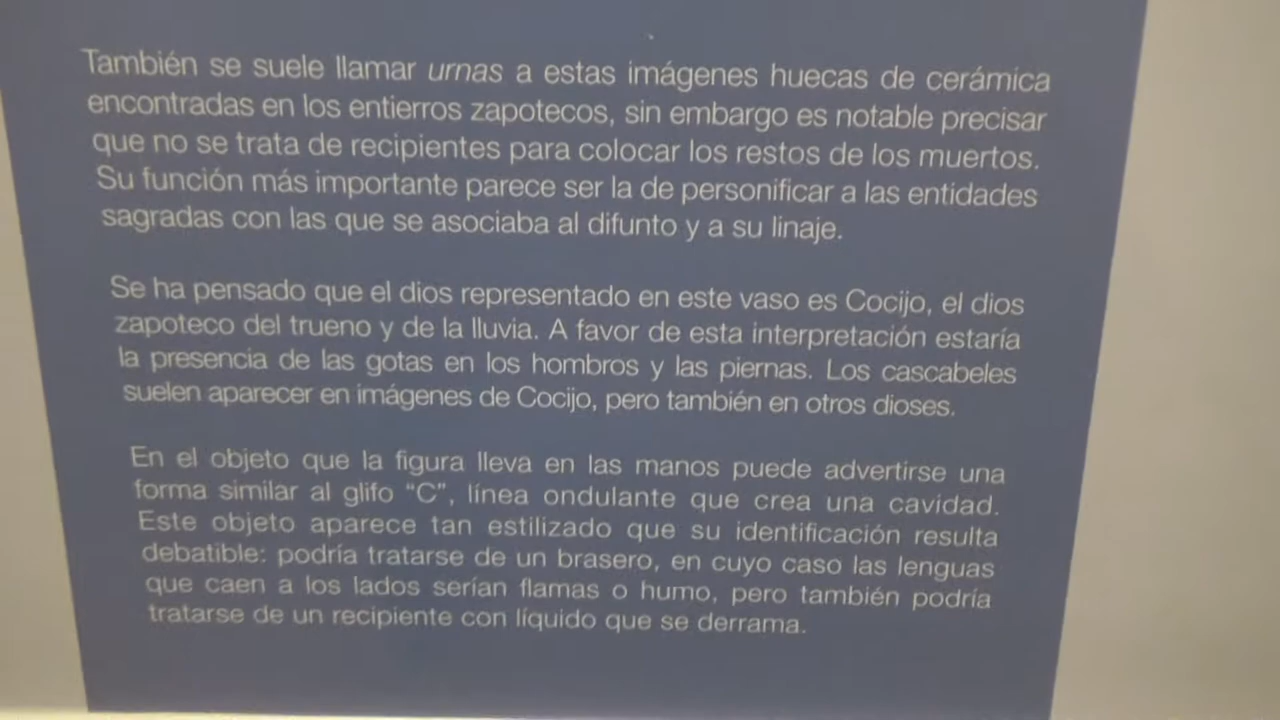 También se suele llamar urnas a estas imágenes huecas de cerámica
encontradas en los entierros zapotecos, sin embargo es notable precisar
que no se trata de recipientes para colocar los restos de los muertos.
Su función más importante parece ser la de personificar a las entidades
sagradas con las que se asociaba al difunto y a su linaje.
Se ha pensado que el dios representado en este vaso es Cocijo, el dios
zapoteco del trueno y de la lluvia. A favor de esta interpretación estaría
la presencia de las gotas en los hombros y las piernas. Los cascabeles
suelen aparecer en imágenes de Cocijo, pero también en otros dioses.
En el objeto que la figura lleva en las manos puede advertirse una
forma similar al glifo “C”, línea ondulante que crea una cavidad.
Este objeto aparece tan estilizado que su identificación resulta
debatible: podría tratarse de un brasero, en cuyo caso las lenguas
que caen a los lados serían flamas o humo, pero también podría
tratarse de un recipiente con líquido que se derrama.